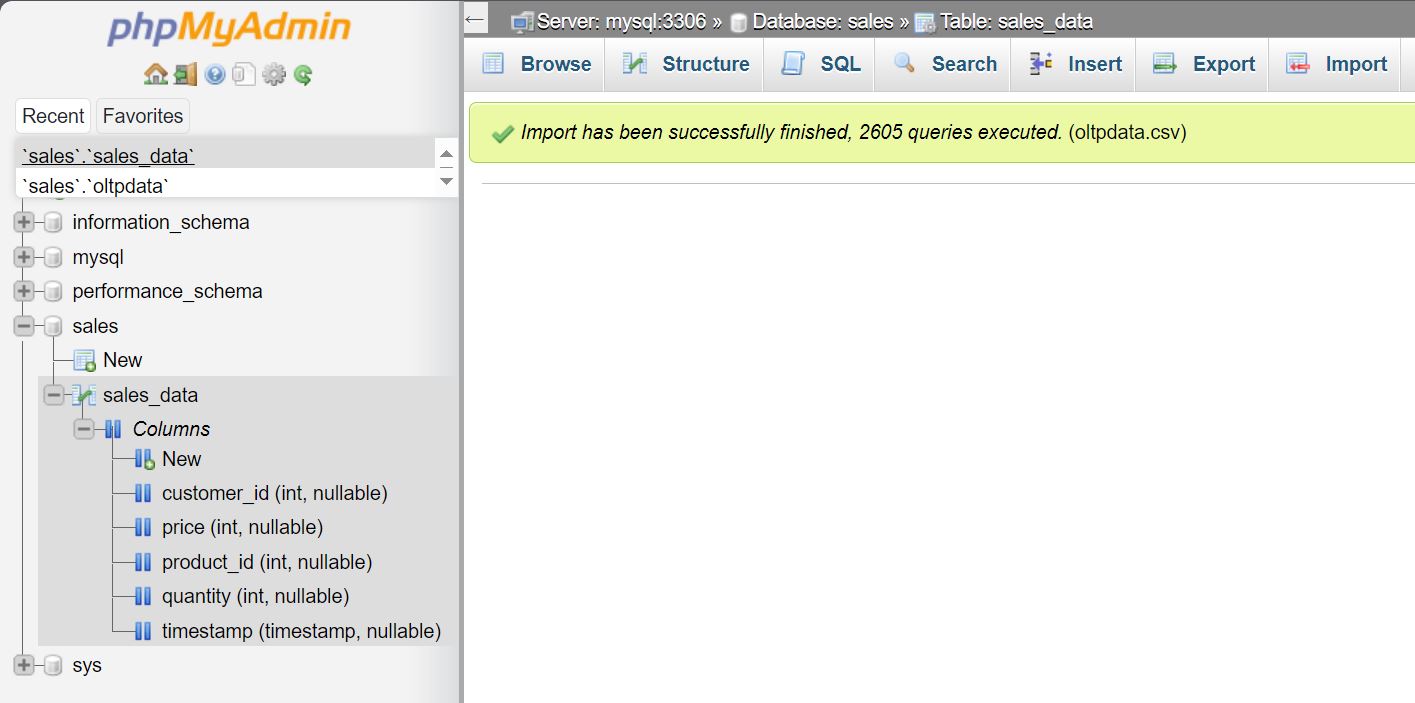 phpMyAdmin
Recent Favorites
`sales`.`sales_data`
`sales`.`oltpdata`
information_schema
mysql
performance_schema
sales
New
sales_data
Columns
New
customer_id (int, nullable)
price (int, nullable)
product_id (int, nullable)
quantity (int, nullable)
timestamp (timestamp, nullable)
sys
Server: mysql:3306 » Database: sales » Table: sales_data
Browse Structure SQL Search Insert Export Import
Import has been successfully finished, 2605 queries executed. (oltpdata.csv)